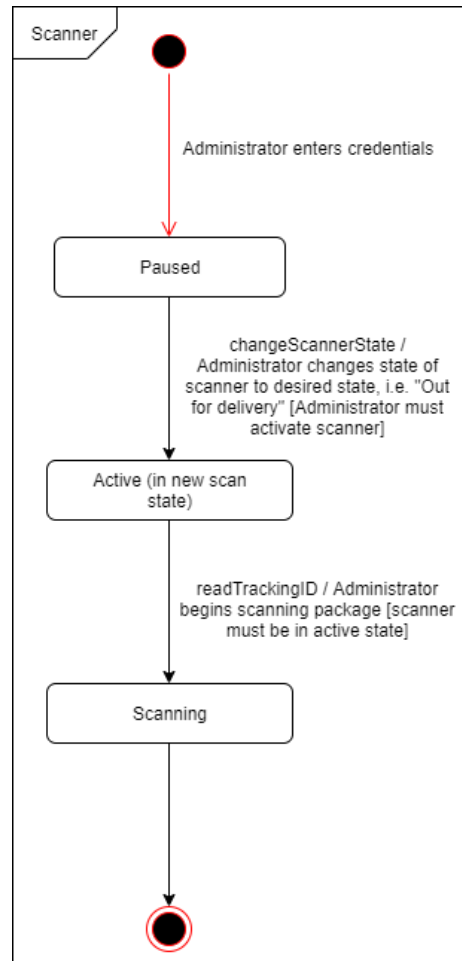 Scanner
Administrator enters credentials
Paused
changeScannerState /
Administrator changes state of
scanner to desired state, i.e. "Out
for delivery" [Administrator must
activate scanner]
Active (in new scan
state)
readTrackingID / Administrator
begins scanning package [scanner
must be in active state]
Scanning